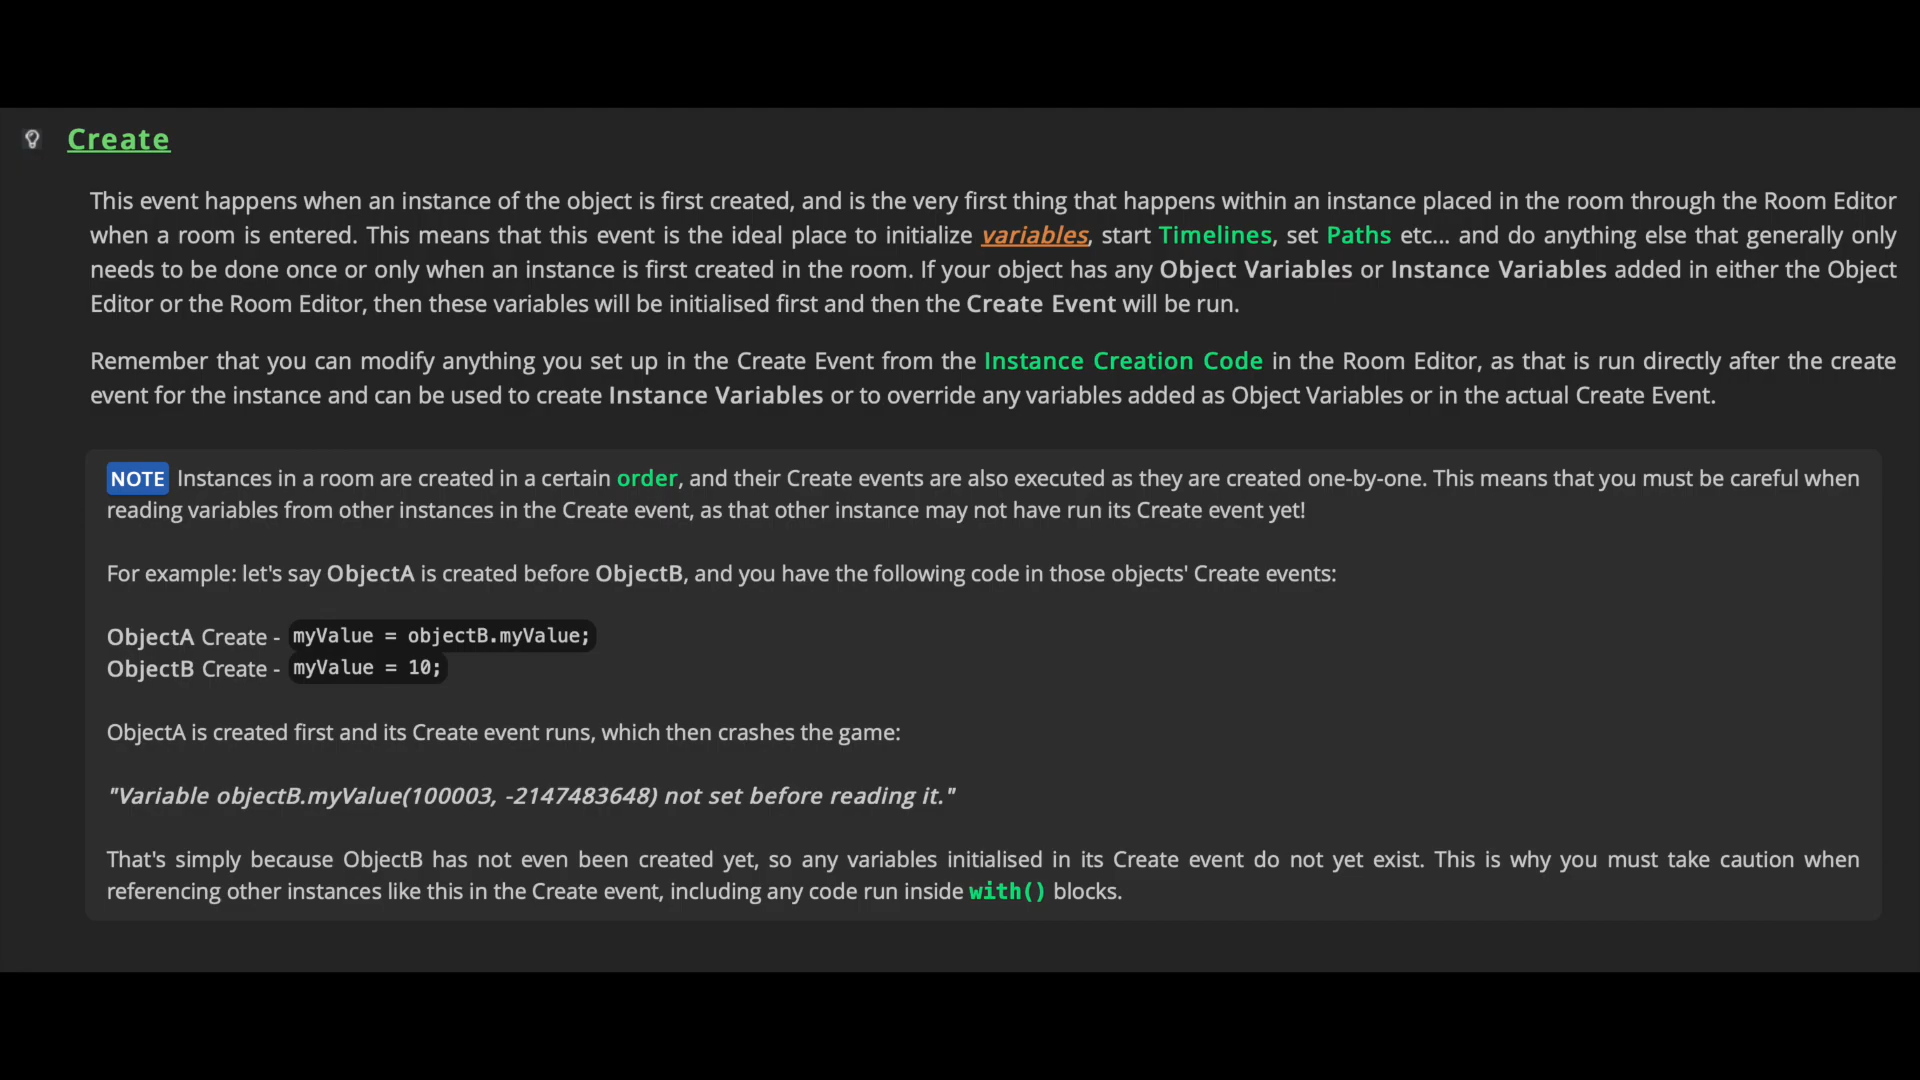 Create
This event happens when an instance of the object is first created, and is the very first thing that happens within an instance placed in the room through the Room Editor
when a room is entered. This means that this event is the ideal place to initialize variables, start Timelines, set Paths etc... and do anything else that generally only
needs to be done once or only when an instance is first created in the room. If your object has any Object Variables or Instance Variables added in either the Object
Editor or the Room Editor, then these variables will be initialised first and then the Create Event will be run.
Remember that you can modify anything you set up in the Create Event from the Instance Creation Code in the Room Editor, as that is run directly after the create
event for the instance and can be used to create Instance Variables or to override any variables added as Object Variables or in the actual Create Event.
NOTE Instances in a room are created in a certain order, and their Create events are also executed as they are created one-by-one. This means that you must be careful when
reading variables from other instances in the Create event, as that other instance may not have run its Create event yet!
For example: let's say ObjectA is created before ObjectB, and you have the following code in those objects' Create events:
ObjectA Create - myValue = objectB.myValue;
ObjectB Create - myValue = 10;
ObjectA is created first and its Create event runs, which then crashes the game:
"Variable objectB.myValue(100003, -2147483648) not set before reading it."
That's simply because ObjectB has not even been created yet, so any variables initialised in its Create event do not yet exist. This is why you must take caution when
referencing other instances like this in the Create event, including any code run inside with() blocks.